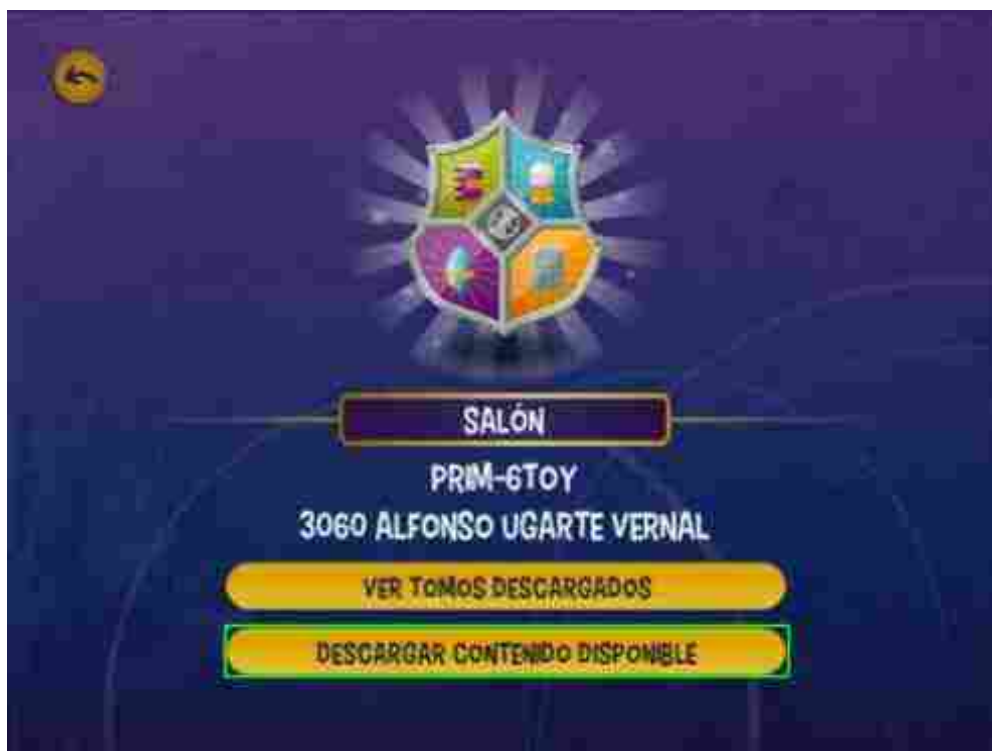 SALÓN
PRIM-6TOY
3060 ALFONSO UGARTE VERNAL
VER TOMOS DESCARGADOS
DESCARGAR CONTENIDO DISPONIBLE